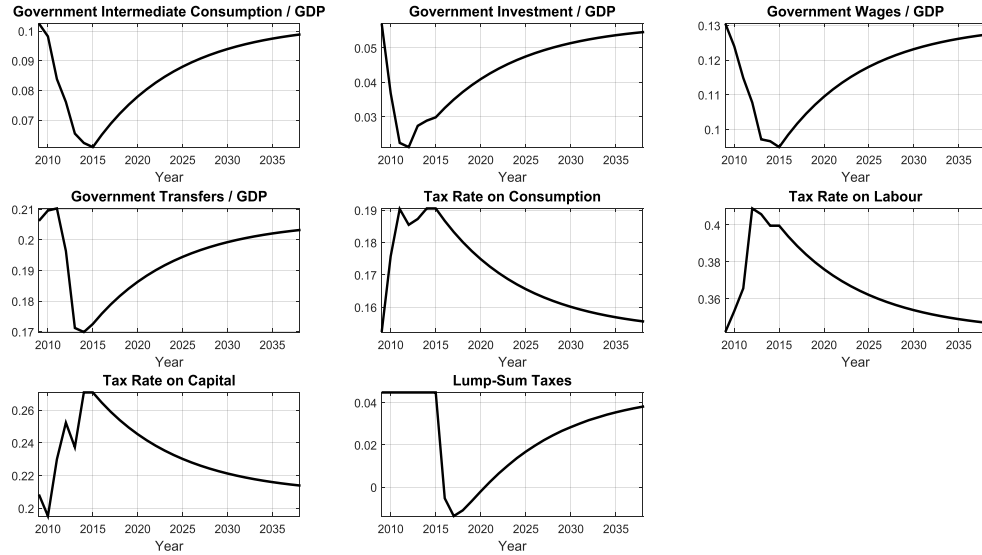 Government Intermediate Consumption / GDP
0.1
0.09
0.08
0.07
2010 2015 2020 2025 2030 2035
Year
Government Investment / GDP
0.05
0.04
0.03
2010 2015 2020 2025 2030 2035
Year
Government Wages / GDP
0.13
0.12
0.11
0.1
2010 2015 2020 2025 2030 2035
Year
Government Transfers / GDP
0.21
0.2
0.19
0.18
0.17
2010 2015 2020 2025 2030 2035
Year
Tax Rate on Consumption
0.19
0.18
0.17
0.16
2010 2015 2020 2025 2030 2035
Year
Tax Rate on Labour
0.4
0.38
0.36
2010 2015 2020 2025 2030 2035
Year
Tax Rate on Capital
0.26
0.24
0.22
0.2
2010 2015 2020 2025 2030 2035
Year
Lump-Sum Taxes
0.04
0.02
0
2010 2015 2020 2025 2030 2035
Year